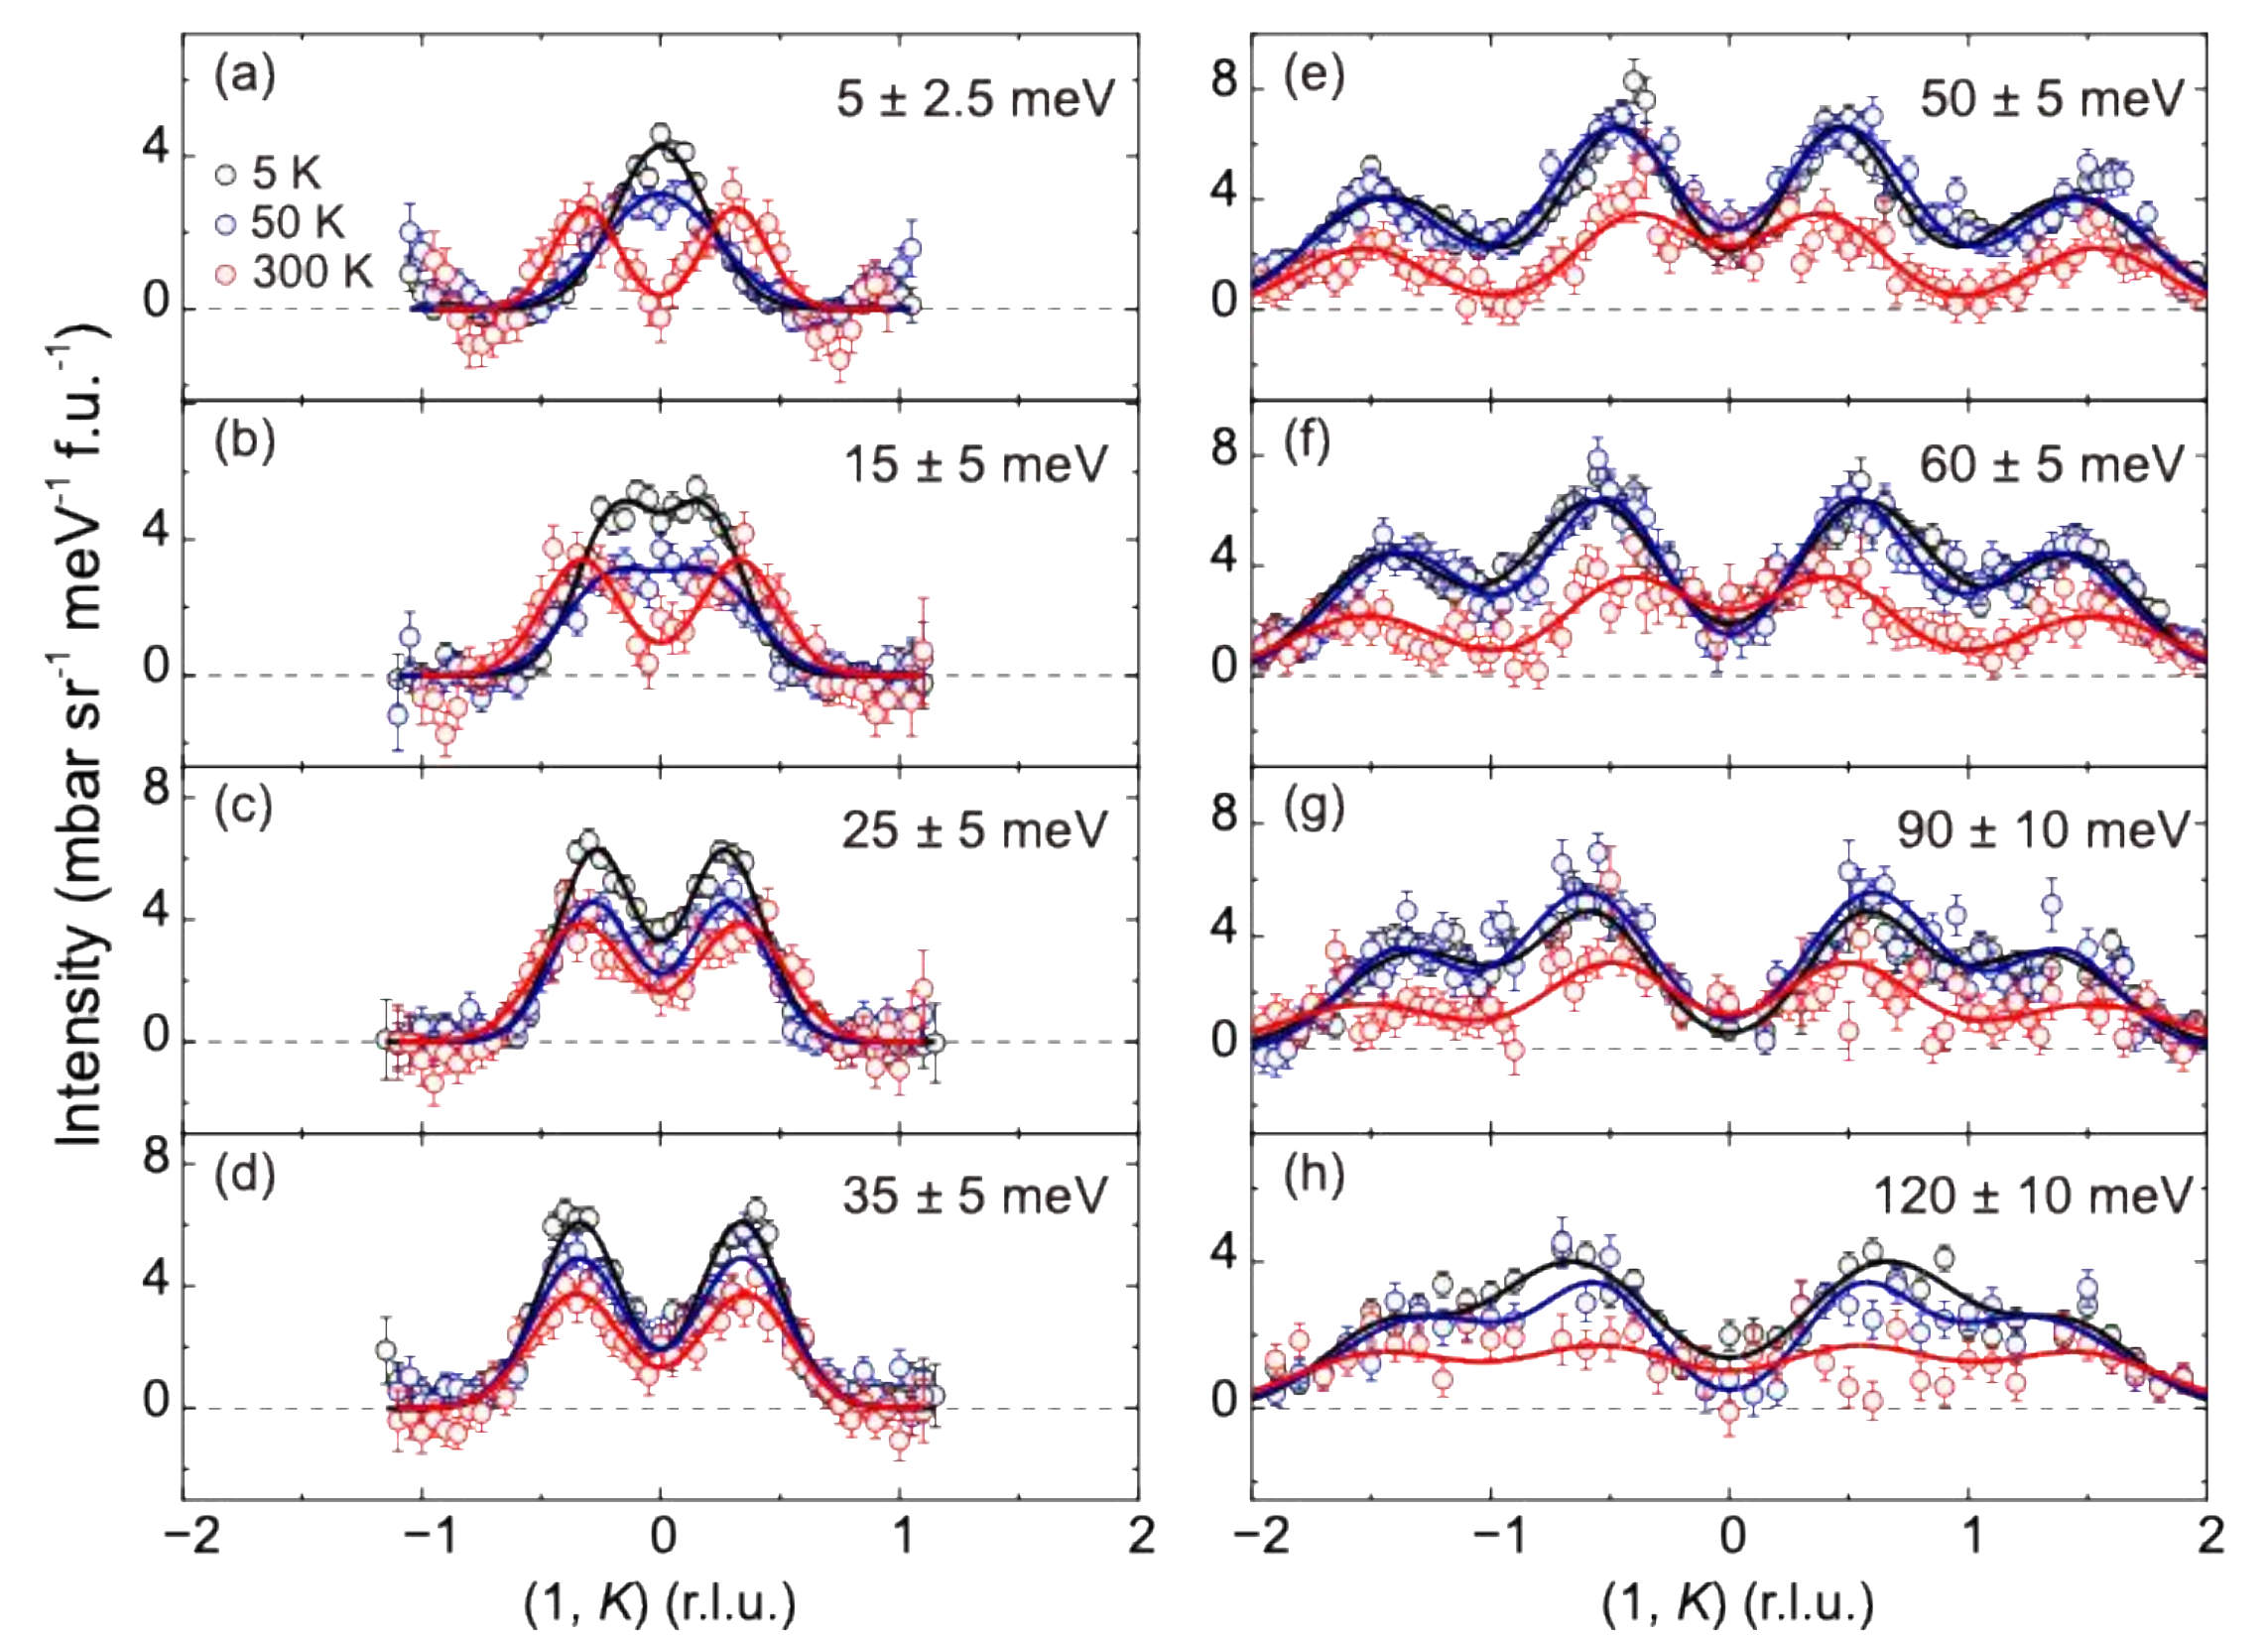 Intensity (mbar sr⁻¹ meV⁻¹ f.u.⁻¹)
(a)
5 ± 2.5 meV
4
0
5 K
50 K
300 K
(b)
15 ± 5 meV
4
0
(c)
25 ± 5 meV
8
4
0
(d)
35 ± 5 meV
8
4
0
−2 −1 0 1 2
(1, K) (r.l.u.)
(e)
50 ± 5 meV
8
4
0
(f)
60 ± 5 meV
8
4
0
(g)
90 ± 10 meV
8
4
0
(h)
120 ± 10 meV
4
0
−2 −1 0 1 2
(1, K) (r.l.u.)